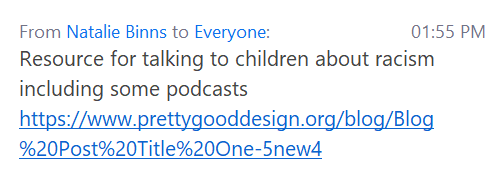 From Natalie Binns to Everyone: 01:55 PM
Resource for talking to children about racism
including some podcasts
https://www.prettygooddesign.org/blog/Blog
%20Post%20Title%20One-5new4